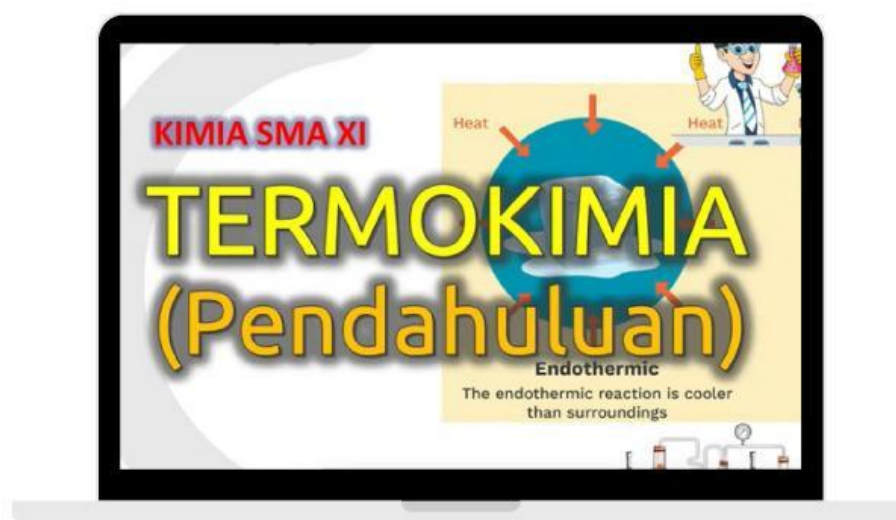 KIMIA SMA XI
Heat
Heat
TERMOKIMIA
(Pendahuluan)
Endothermic
The endothermic reaction is cooler
than surroundings